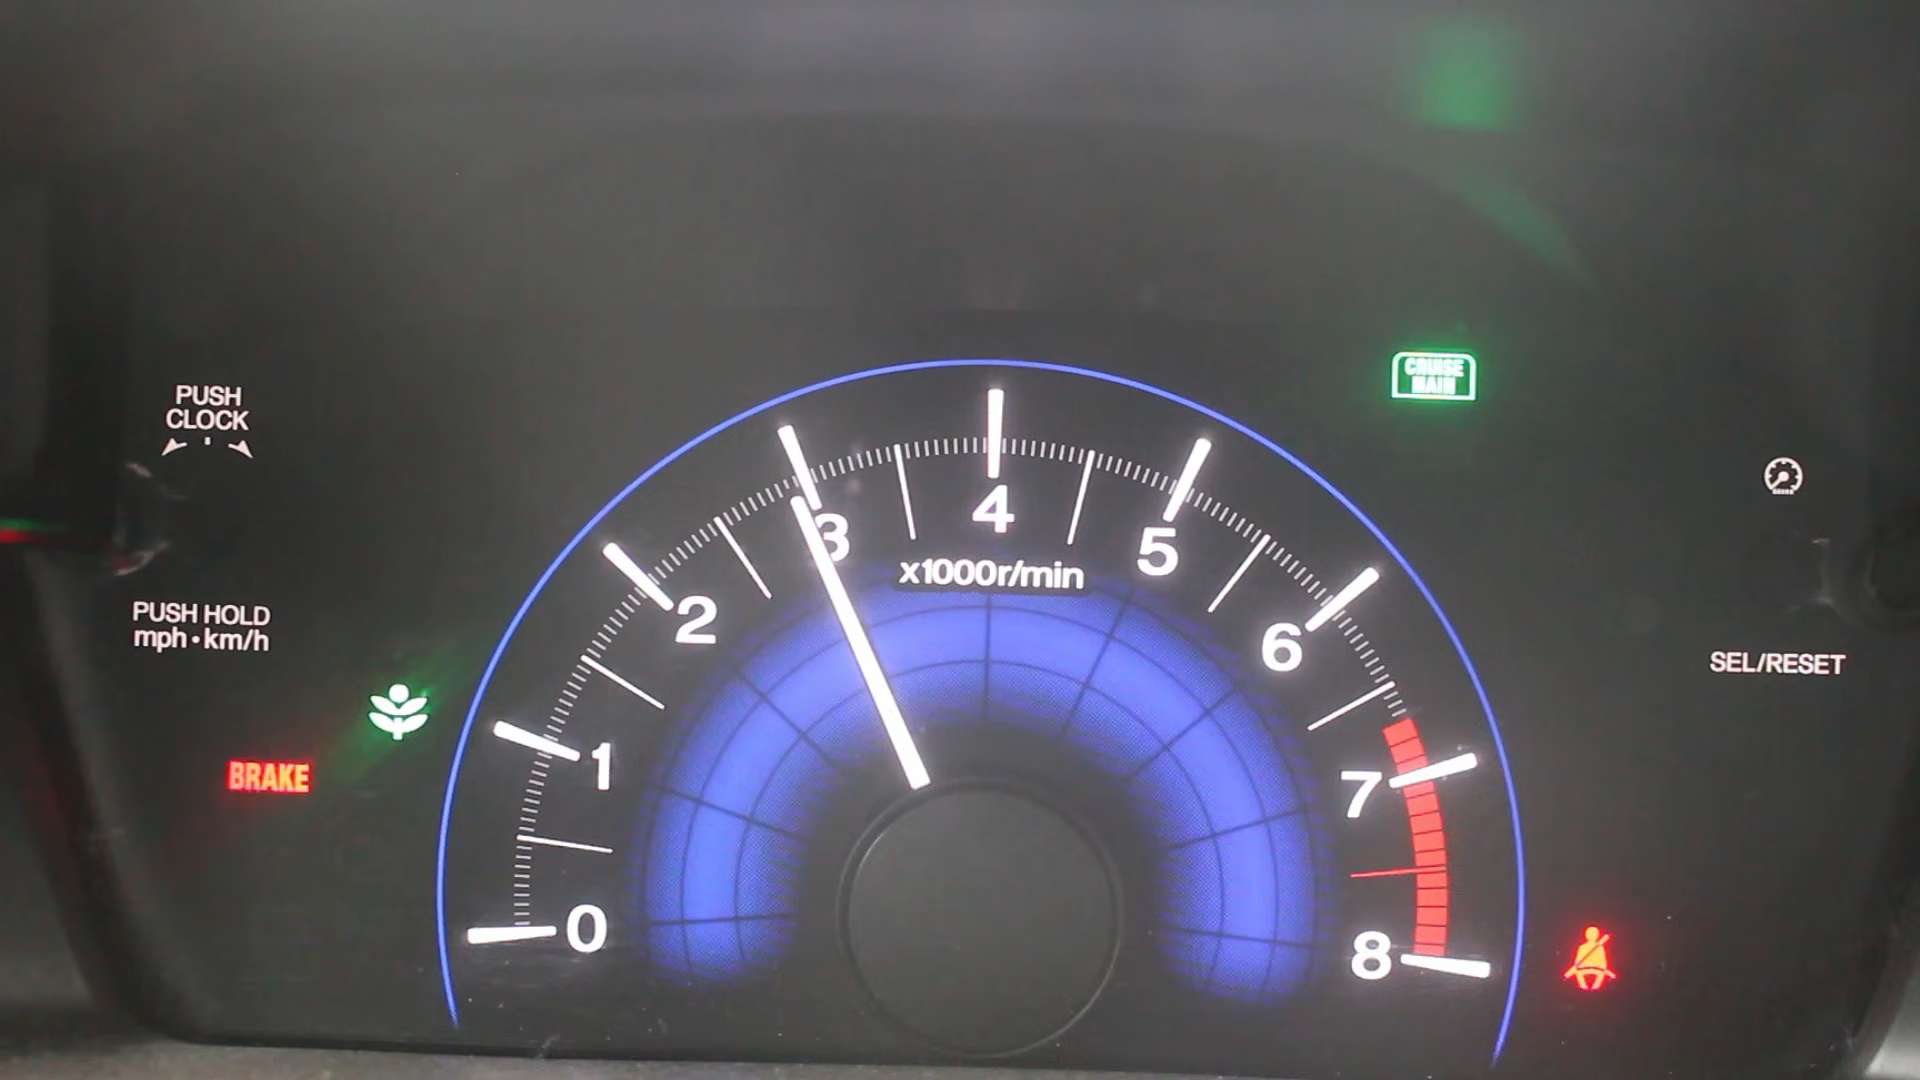 PUSH
CLOCK
CRUISE
MAIN
PUSH HOLD
mph•km/h
BRAKE
0
1
2
3
4
5
6
7
8
x1000r/min
SEL/RESET